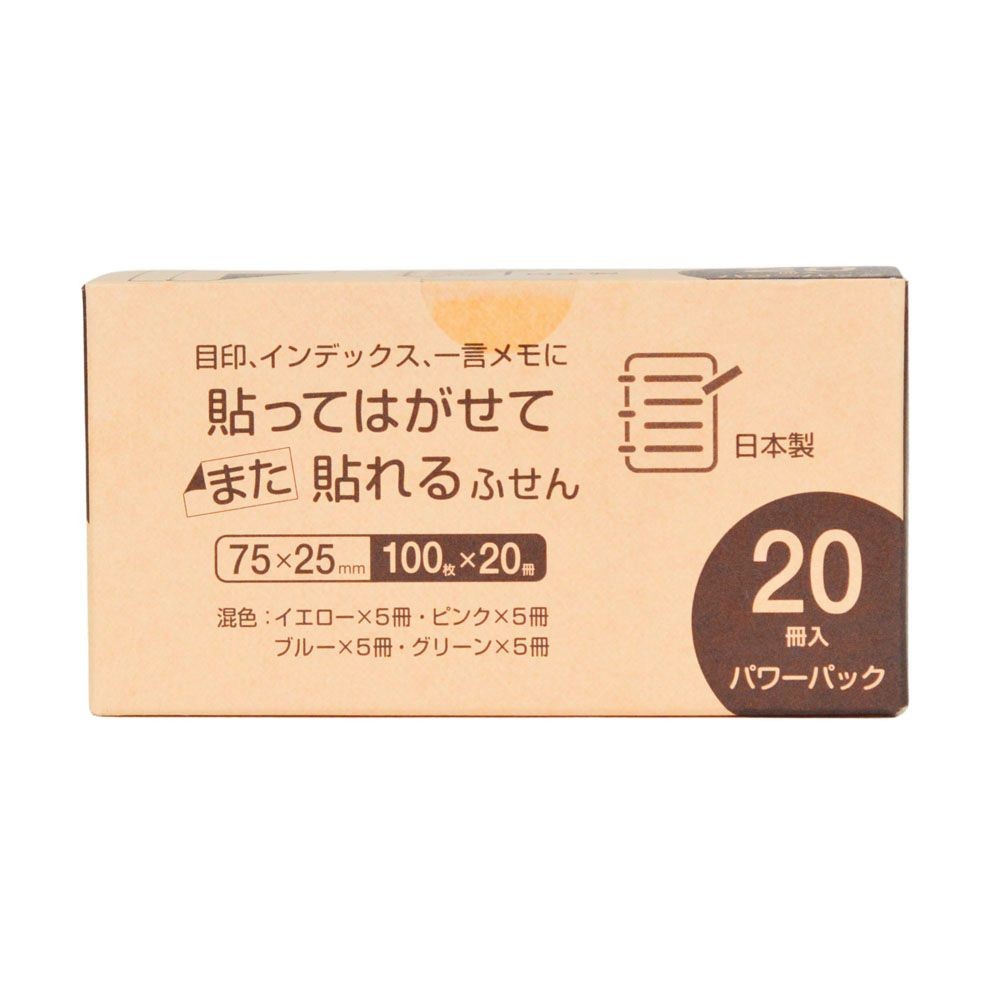 目印、インデックス、一言メモに
貼ってはがせて
また 貼れるふせん
75×25mm 100枚×20冊
混色：イエロー×5冊・ピンク×5冊
ブルー×5冊・グリーン×5冊
日本製
20
冊入
パワーパック